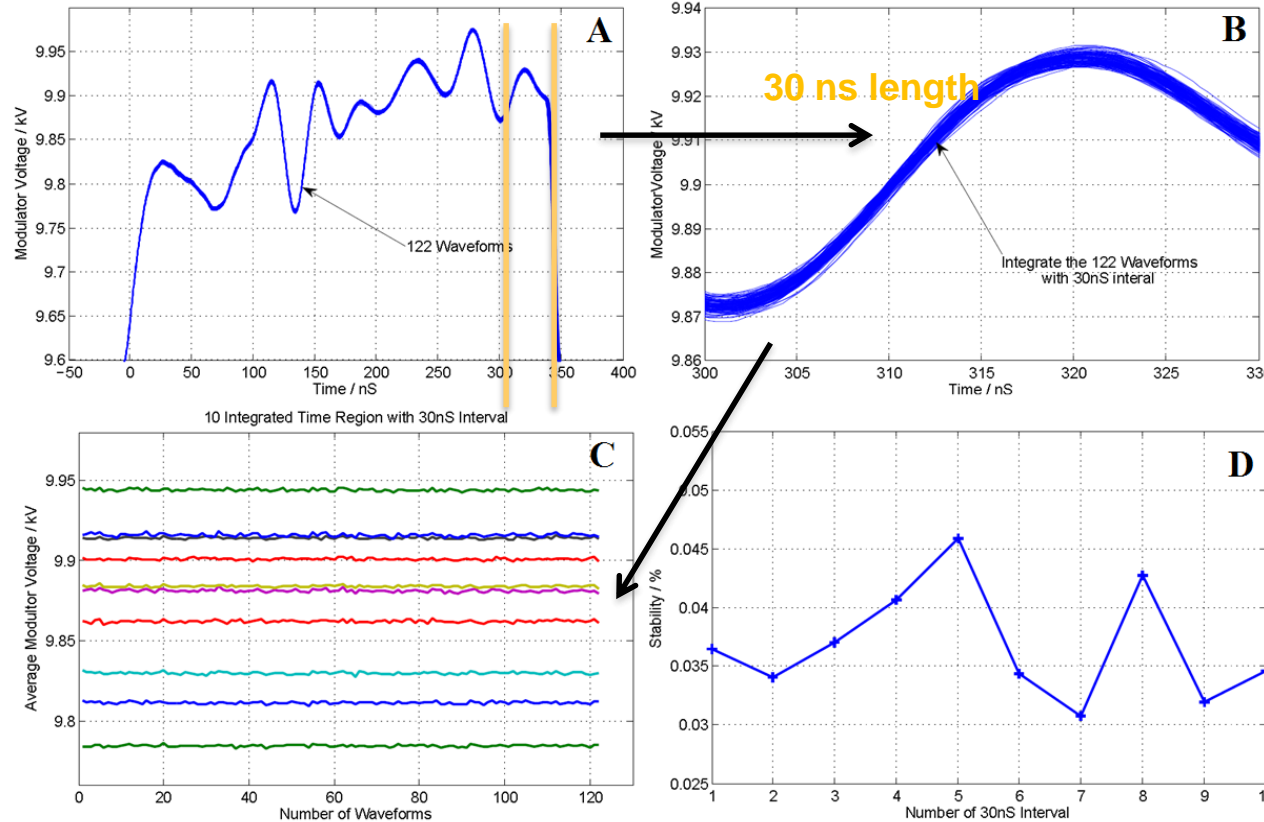 A
Modulator Voltage / kV
9.95
9.9
9.85
9.8
9.75
9.7
9.65
9.6
122 Waveforms
−50 0 50 100 150 200 250 300 350 400
Time / nS
B
ModulatorVoltage / kV
9.94
9.93
9.92
9.91
9.9
9.89
9.88
9.87
9.86
30 ns length
Integrate the 122 Waveforms
with 30nS interal
300 305 310 315 320 325 330
Time / nS
10 Integrated Time Region with 30nS Interval
C
Average Modultor Voltage / kV
9.95
9.9
9.85
9.8
0 20 40 60 80 100 120
Number of Waveforms
D
Stability / %
0.055
0.05
0.045
0.04
0.035
0.03
0.025
1 2 3 4 5 6 7 8 9
Number of 30nS Interval